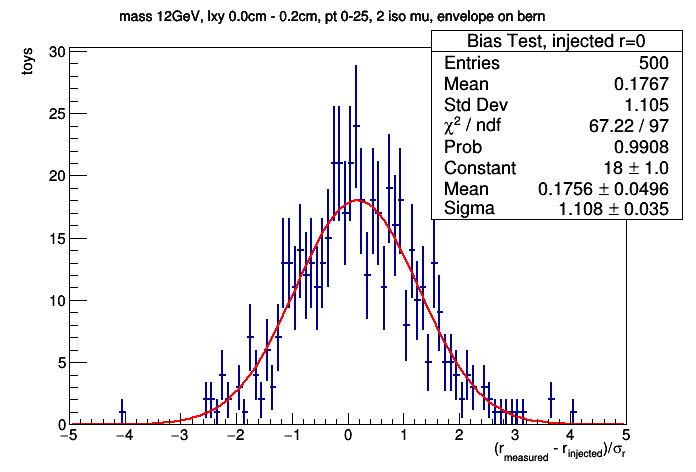 mass 12GeV, lxy 0.0cm - 0.2cm, pt 0-25, 2 iso mu, envelope on bern
Bias Test, injected r=0
Entries 500
Mean 0.1767
Std Dev 1.105
χ² / ndf 67.22 / 97
Prob 0.9908
Constant 18 ± 1.0
Mean 0.1756 ± 0.0496
Sigma 1.108 ± 0.035
toys
30
25
20
15
10
5
0
−5 −4 −3 −2 −1 0 1 2 3 4 5
(r_measured - r_injected)/σ_r